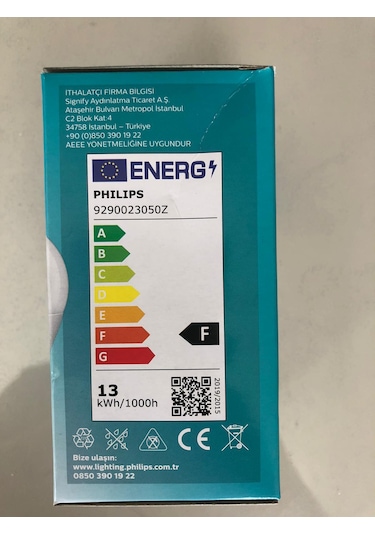 İTHALATÇI FİRMA BİLGİSİ
Signify Aydınlatma Ticaret A.Ş.
Ataşehir Bulvarı Metropol İstanbul
C2 Blok Kat:4
34758 İstanbul – Türkiye
+90 (0)850 390 19 22
AEEE YÖNETMELİĞİNE UYGUNDUR
ENERG
PHILIPS
9290023050Z
A
B
C
D
E
F
G
F
13
kWh/1000h
2019/2015
CE
Bize ulaşın:
www.lighting.philips.com.tr
0850 390 19 22